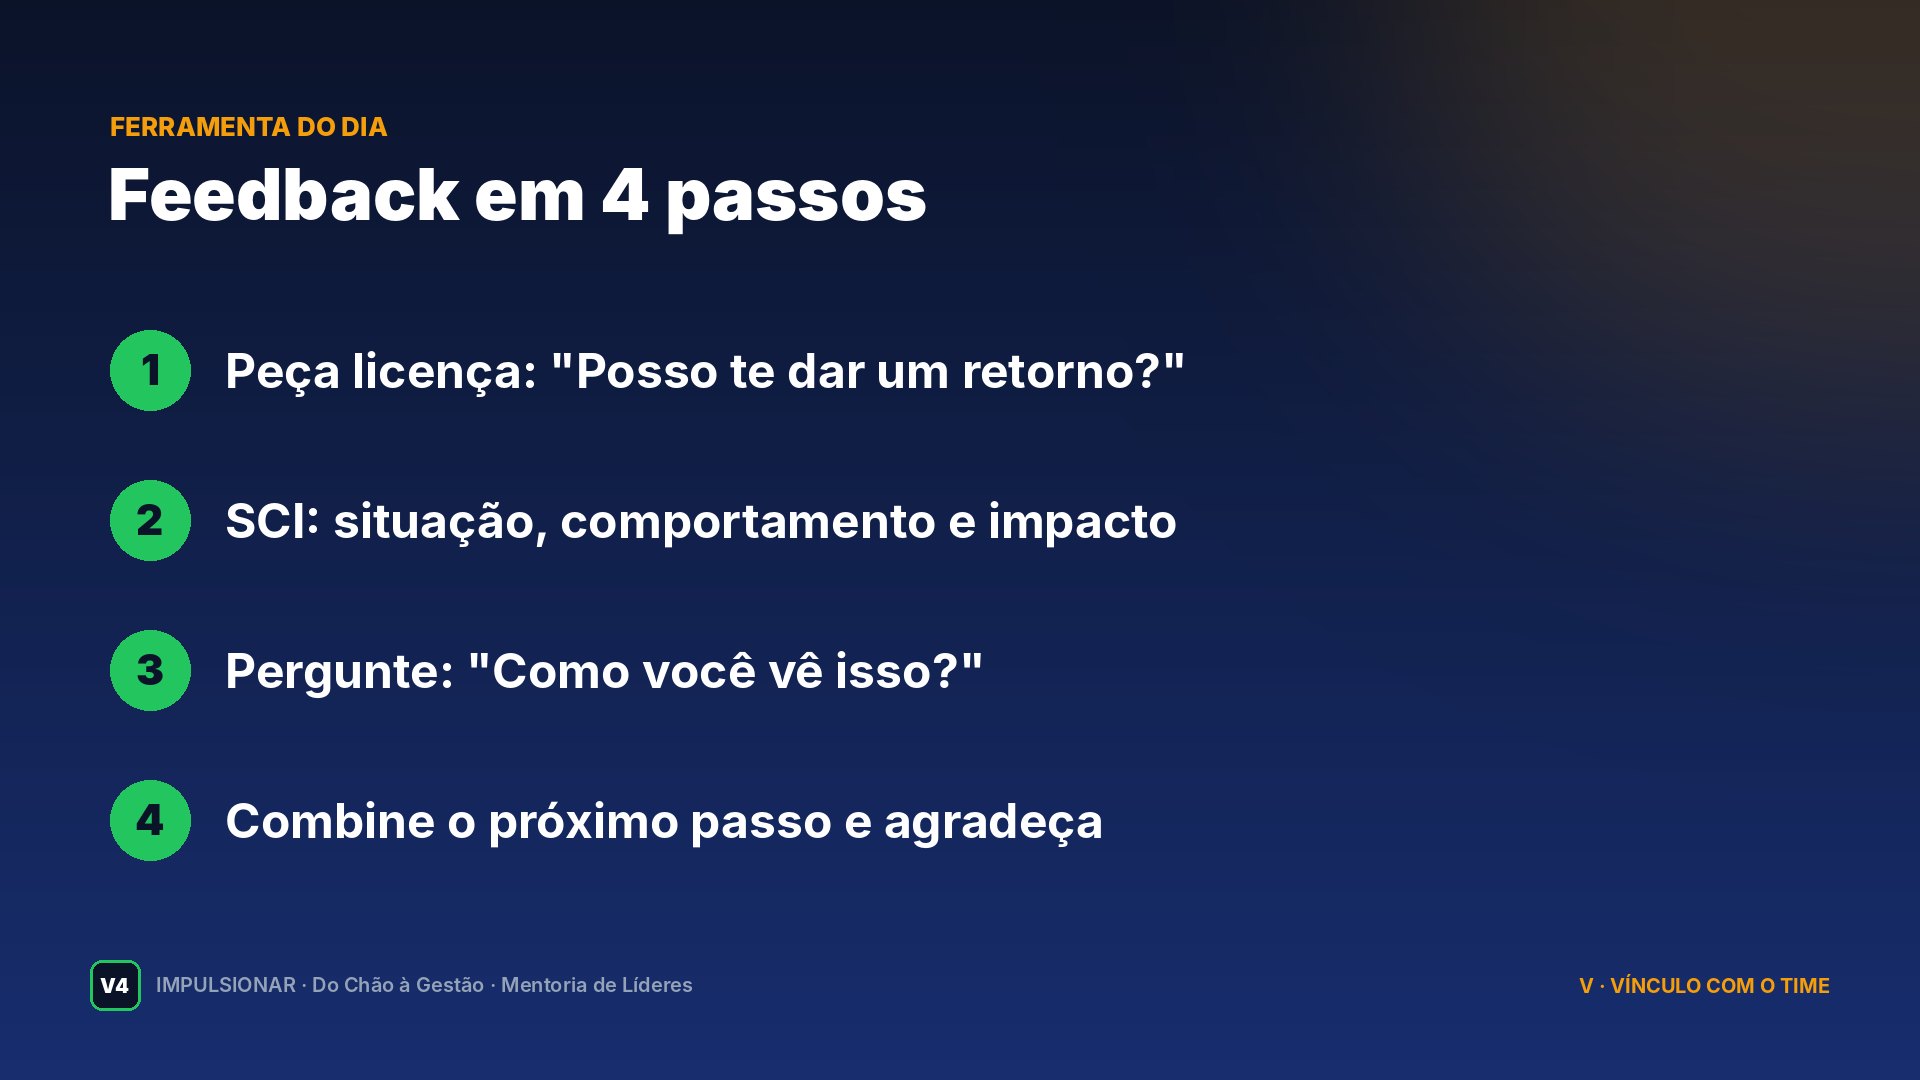 FERRAMENTA DO DIA
Feedback em 4 passos
1 Peça licença: "Posso te dar um retorno?"
2 SCI: situação, comportamento e impacto
3 Pergunte: "Como você vê isso?"
4 Combine o próximo passo e agradeça
V4 IMPULSIONAR · Do Chão à Gestão · Mentoria de Líderes
V · VÍNCULO COM O TIME